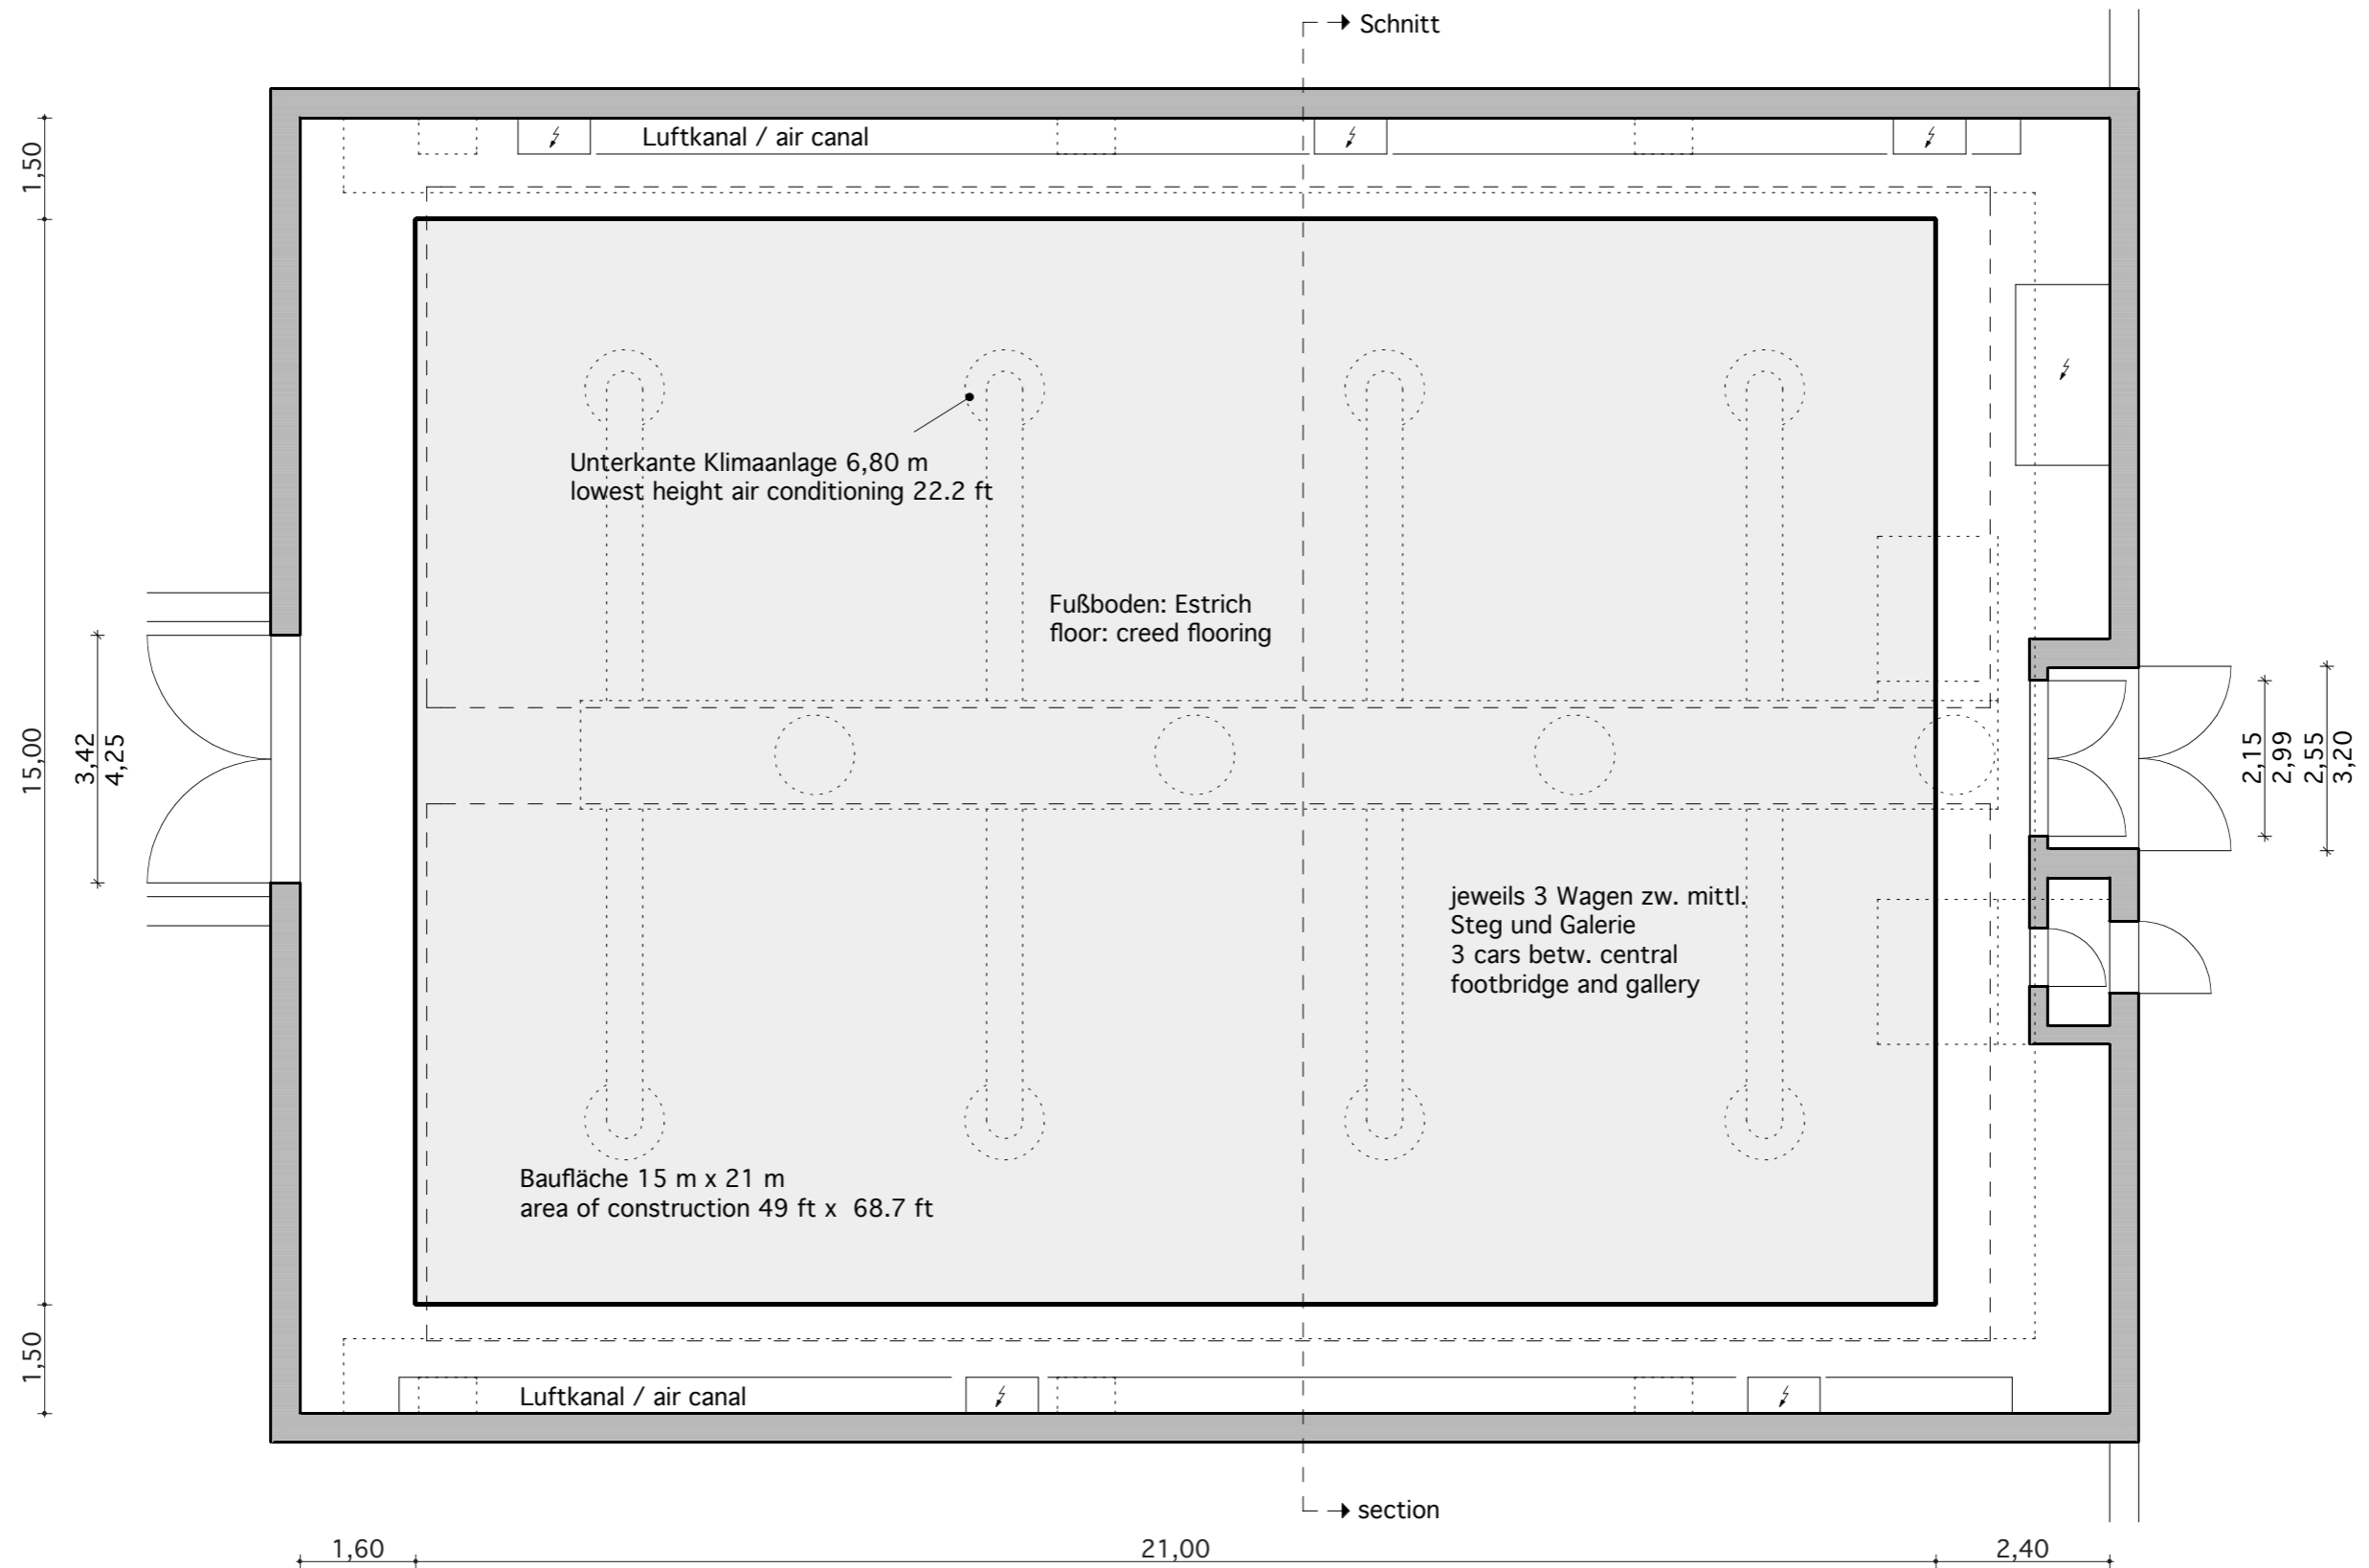 Schnitt
Luftkanal / air canal
1,50
Unterkante Klimaanlage 6,80 m
lowest height air conditioning 22.2 ft
Fußboden: Estrich
floor: creed flooring
15,00
3,42
4,25
2,15
2,99
2,55
3,20
jeweils 3 Wagen zw. mittl.
Steg und Galerie
3 cars betw. central
footbridge and gallery
Baufläche 15 m x 21 m
area of construction 49 ft x  68.7 ft
1,50
Luftkanal / air canal
section
1,60
21,00
2,40